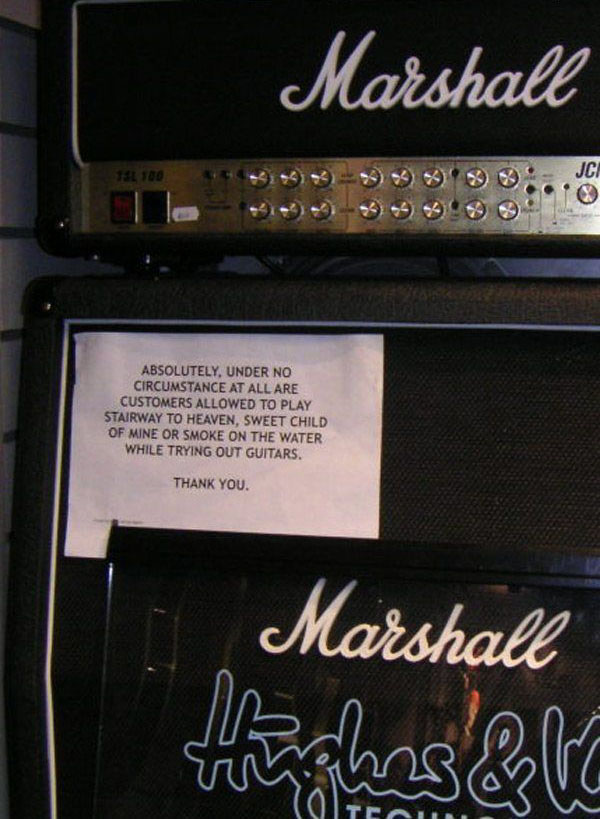 Marshall
TSL 100
JCM
ABSOLUTELY, UNDER NO
CIRCUMSTANCE AT ALL ARE
CUSTOMERS ALLOWED TO PLAY
STAIRWAY TO HEAVEN, SWEET CHILD
OF MINE OR SMOKE ON THE WATER
WHILE TRYING OUT GUITARS.
THANK YOU.
Marshall
Hughes &